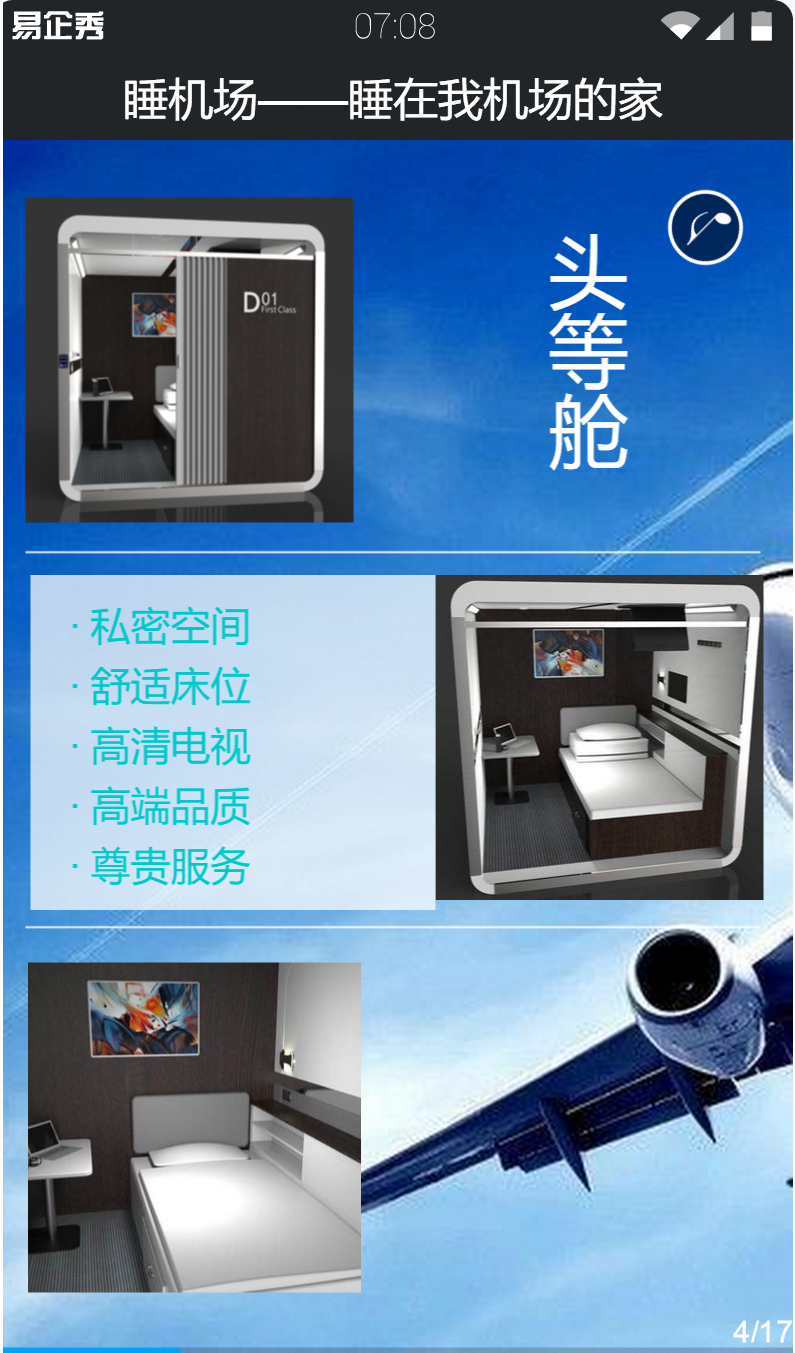 易企秀
07:08
睡机场——睡在我机场的家
D01
First Class
头等舱
· 私密空间
· 舒适床位
· 高清电视
· 高端品质
· 尊贵服务
4/17